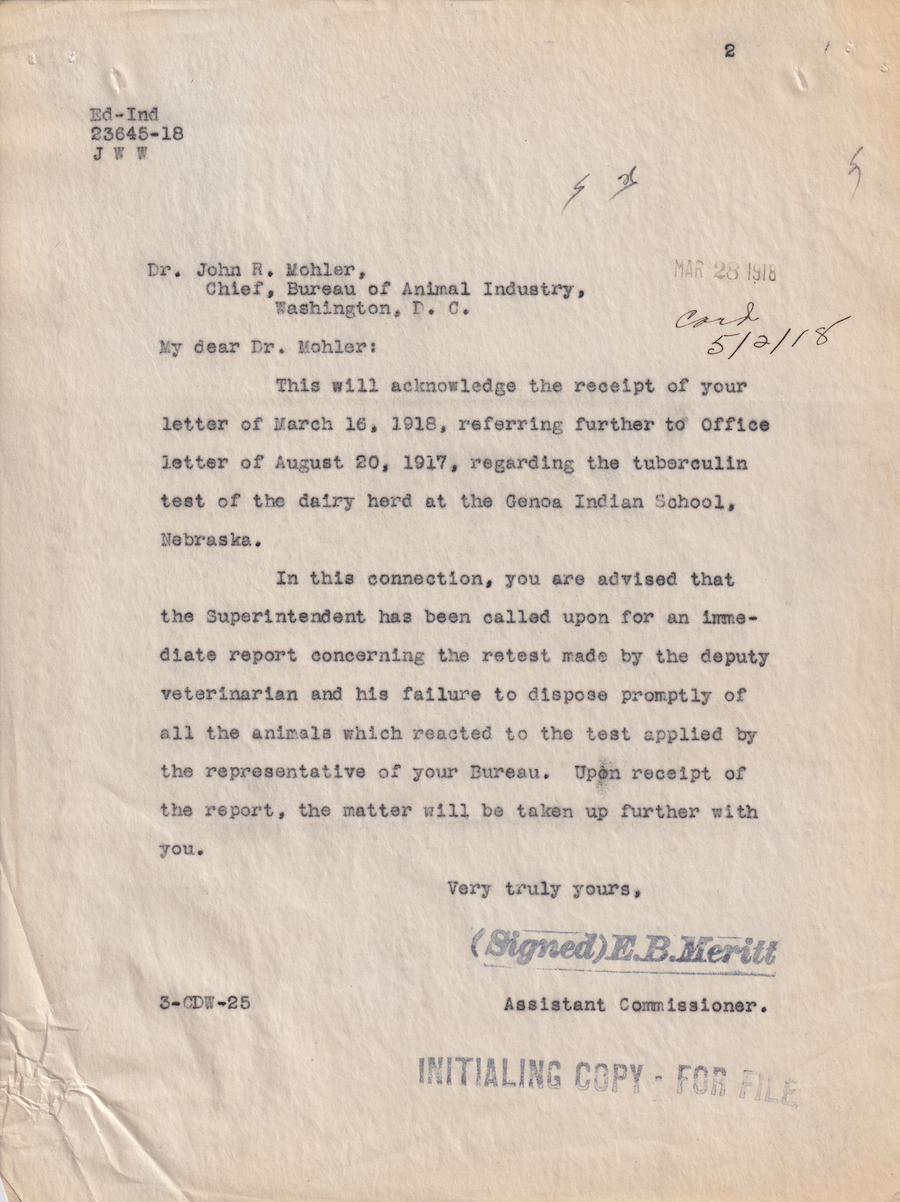 2
Ed-Ind
23645-18
J W W
Dr. John R. Mohler,
Chief, Bureau of Animal Industry,
Washington, D. C.
MAR 28 1918
Card
5/2/18
My dear Dr. Mohler:
This will acknowledge the receipt of your
letter of March 16, 1918, referring further to Office
letter of August 20, 1917, regarding the tuberculin
test of the dairy herd at the Genoa Indian School,
Nebraska.
In this connection, you are advised that
the Superintendent has been called upon for an imme-
diate report concerning the retest made by the deputy
veterinarian and his failure to dispose promptly of
all the animals which reacted to the test applied by
the representative of your Bureau. Upon receipt of
the report, the matter will be taken up further with
you.
Very truly yours,
(Signed) E.B.Meritt
3-CDW-25
Assistant Commissioner.
INITIALING COPY - FOR FILE